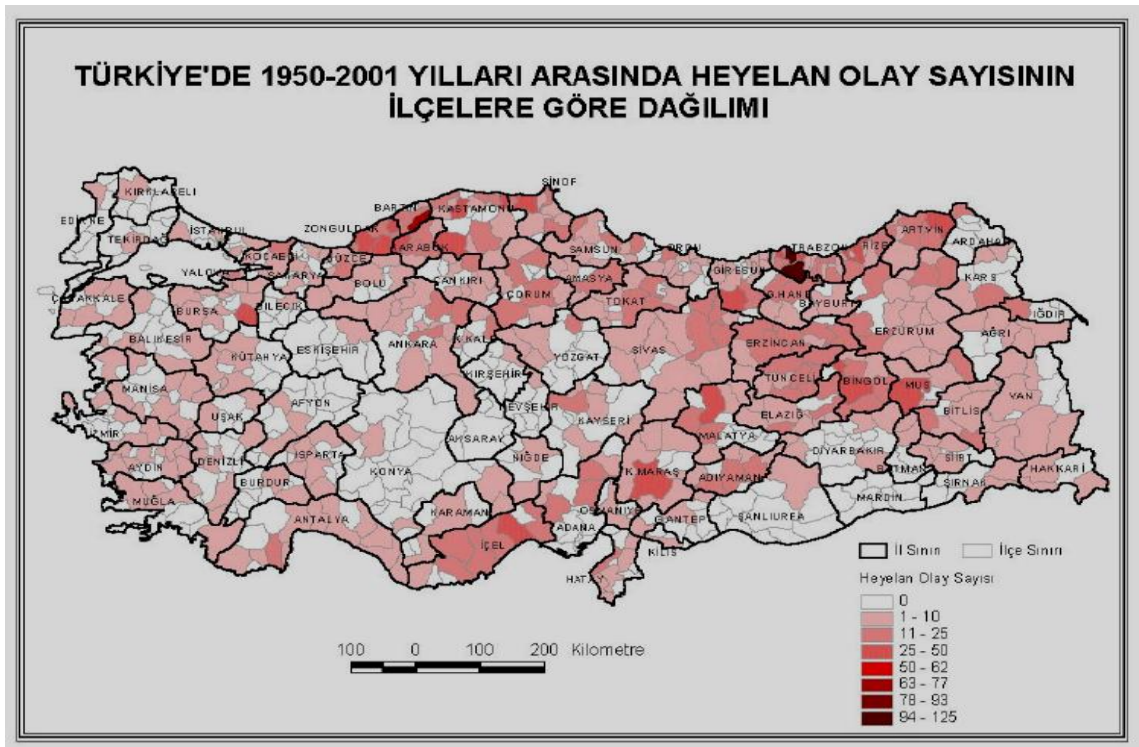 TÜRKİYE'DE 1950-2001 YILLARI ARASINDA HEYELAN OLAY SAYISININ
İLÇELERE GÖRE DAĞILIMI
SİNOP
KIRKLARELİ
BARTIN
KASTAMONU
EDİRNE
İSTANBUL
ZONGULDAK
TEKİRDAĞ
KARABÜK
SAMSUN
ORDU
TRABZON
RİZE
ARTVİN
ARDAHAN
KOCAELİ
DÜZCE
YALOVA
SAKARYA
BOLU
ÇANKIRI
AMASYA
GİRESUN
G.HANE
BAYBURT
KARS
ÇANAKKALE
BURSA
BİLECİK
ÇORUM
TOKAT
IĞDIR
BALIKESİR
ESKİŞEHİR
ANKARA
K.KALE
YOZGAT
SİVAS
ERZİNCAN
ERZURUM
AĞRI
KÜTAHYA
KIRŞEHİR
TUNCELİ
BİNGÖL
MUŞ
MANİSA
UŞAK
AFYON
NEVŞEHİR
KAYSERİ
ELAZIĞ
BİTLİS
VAN
İZMİR
AKSARAY
MALATYA
DİYARBAKIR
AYDIN
DENİZLİ
ISPARTA
KONYA
NİĞDE
K.MARAŞ
ADIYAMAN
BATMAN
SİİRT
HAKKARİ
BURDUR
MARDİN
ŞIRNAK
MUĞLA
ANTALYA
KARAMAN
OSMANİYE
G.ANTEP
ŞANLIURFA
İÇEL
ADANA
KİLİS
HATAY
İl Sınırı İlçe Sınırı
Heyelan Olay Sayısı
0
1 - 10
11 - 25
25 - 50
50 - 62
63 - 77
78 - 93
94 - 125
100 0 100 200 Kilometre